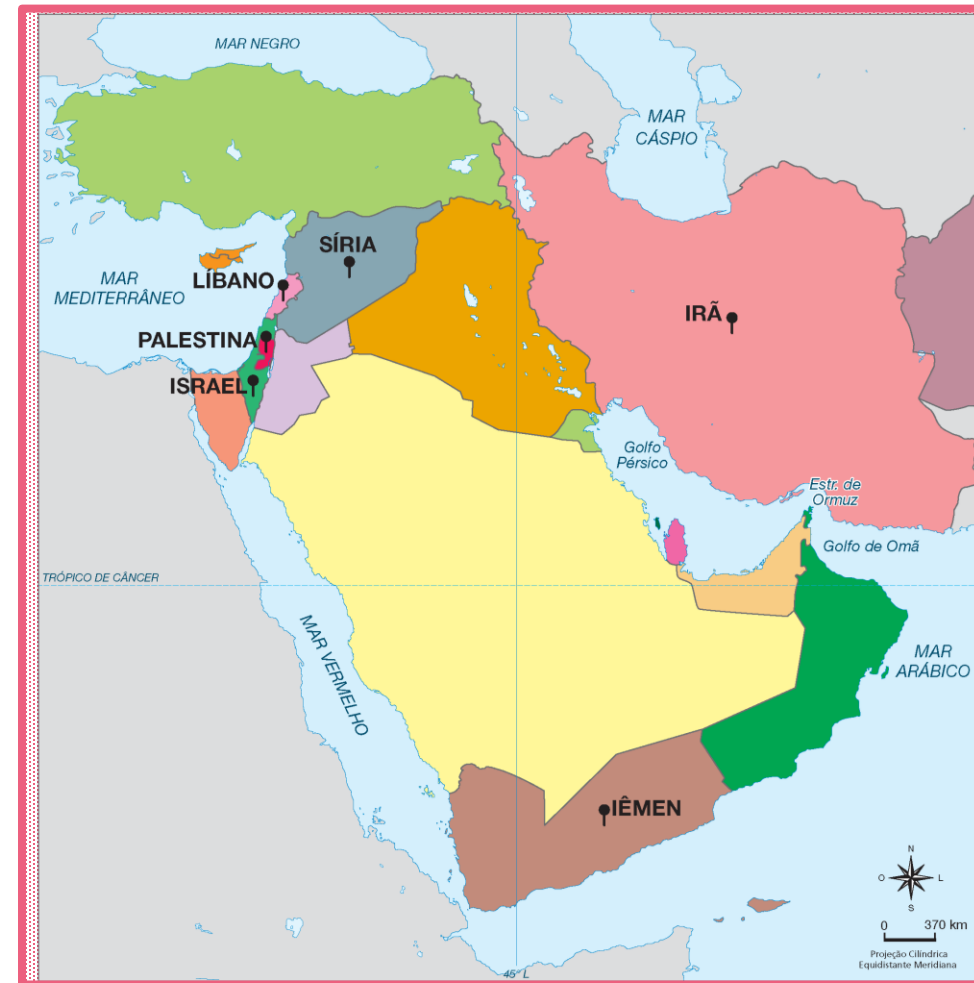 MAR NEGRO
MAR
CÁSPIO
SÍRIA
LÍBANO
MAR
MEDITERRÂNEO
IRÃ
PALESTINA
ISRAEL
Golfo
Pérsico
Estr. de
Ormuz
Golfo de Omã
TRÓPICO DE CÂNCER
MAR VERMELHO
MAR
ARÁBICO
IÊMEN
N
O
L
S
0 370 km
Projeção Cilíndrica
Equidistante Meridiana
45° L